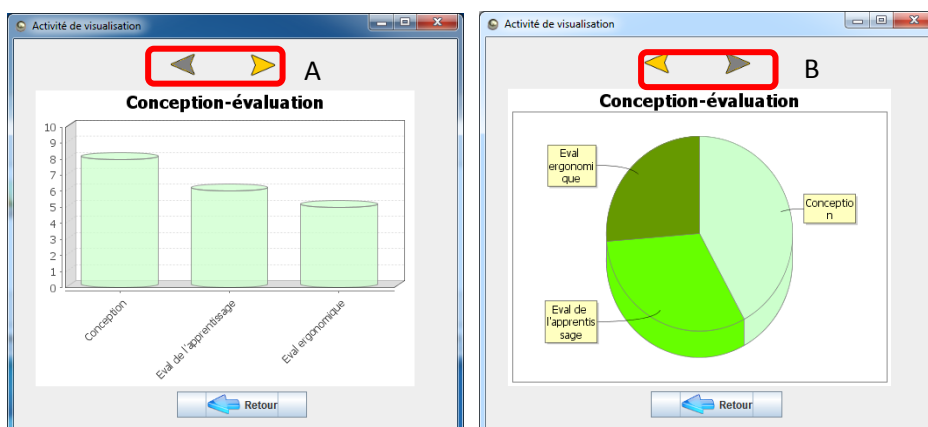 Activité de visualisation
A
Conception-évaluation
10
9
8
7
6
5
4
3
2
1
0
Conception
Eval de l'apprentissage
Eval ergonomique
Retour
Activité de visualisation
B
Conception-évaluation
Eval
ergonomi
que
Conceptio
n
Eval de
l'apprentis
sage
Retour